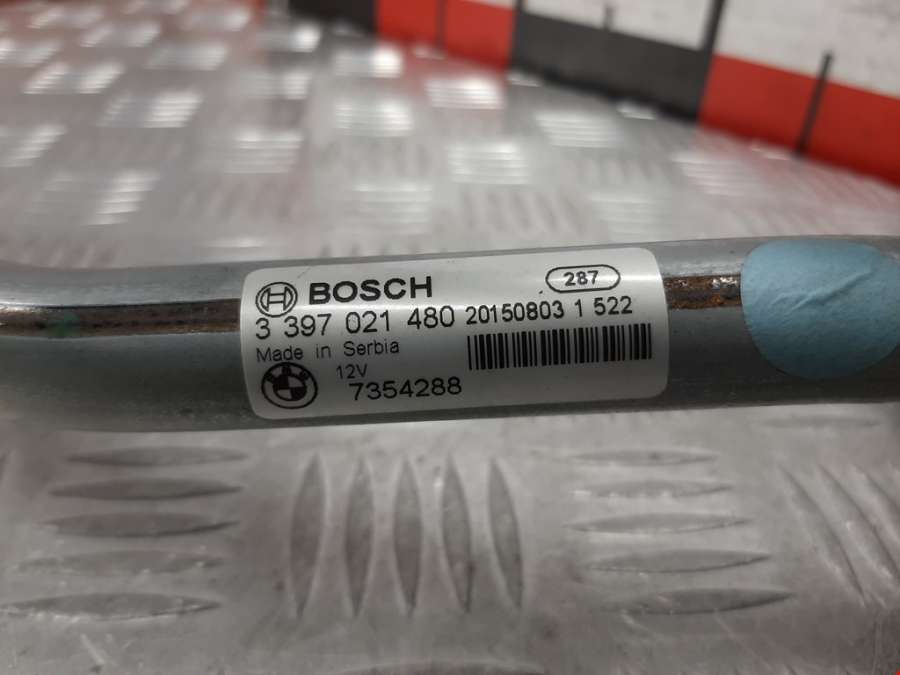 BOSCH 287
3 397 021 480 20150803 1 522
Made in Serbia
12V
7354288